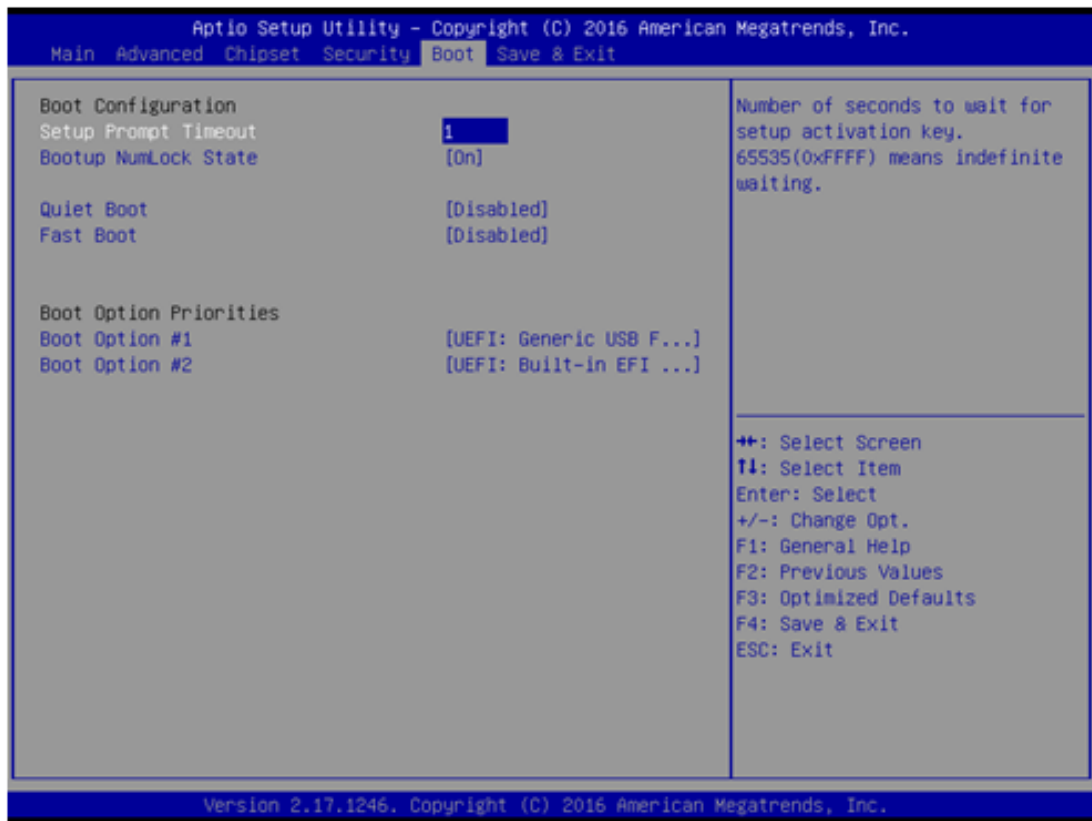 Aptio Setup Utility – Copyright (C) 2016 American Megatrends, Inc.
Main Advanced Chipset Security Boot Save & Exit
Boot Configuration
Setup Prompt Timeout 1
Bootup NumLock State [On]
Quiet Boot [Disabled]
Fast Boot [Disabled]
Boot Option Priorities
Boot Option #1 [UEFI: Generic USB F...]
Boot Option #2 [UEFI: Built-in EFI ...]
Number of seconds to wait for
setup activation key.
65535(0xFFFF) means indefinite
waiting.
→←: Select Screen
↑↓: Select Item
Enter: Select
+/-: Change Opt.
F1: General Help
F2: Previous Values
F3: Optimized Defaults
F4: Save & Exit
ESC: Exit
Version 2.17.1246. Copyright (C) 2016 American Megatrends, Inc.